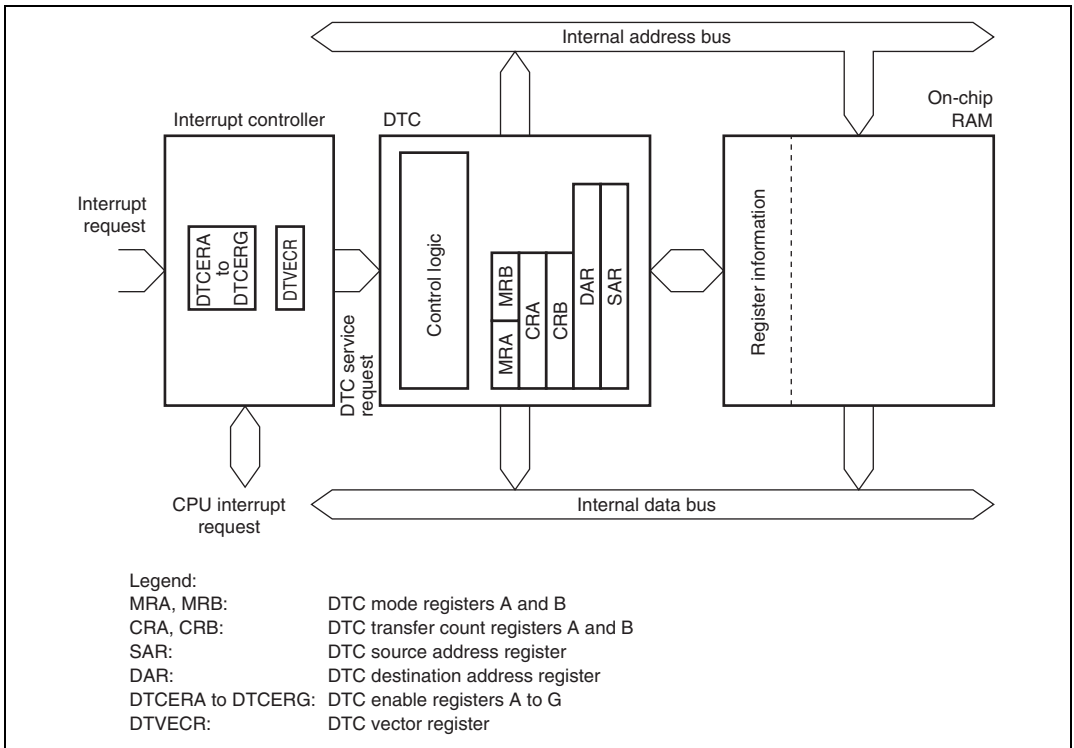 Internal address bus
On-chip
RAM
Interrupt controller
DTC
Interrupt
request
DTCERA
to
DTCERG
DTVECR
DTC service
request
Control logic
MRA
MRB
CRA
CRB
DAR
SAR
Register information
CPU interrupt
request
Internal data bus
Legend:
MRA, MRB: DTC mode registers A and B
CRA, CRB: DTC transfer count registers A and B
SAR: DTC source address register
DAR: DTC destination address register
DTCERA to DTCERG: DTC enable registers A to G
DTVECR: DTC vector register